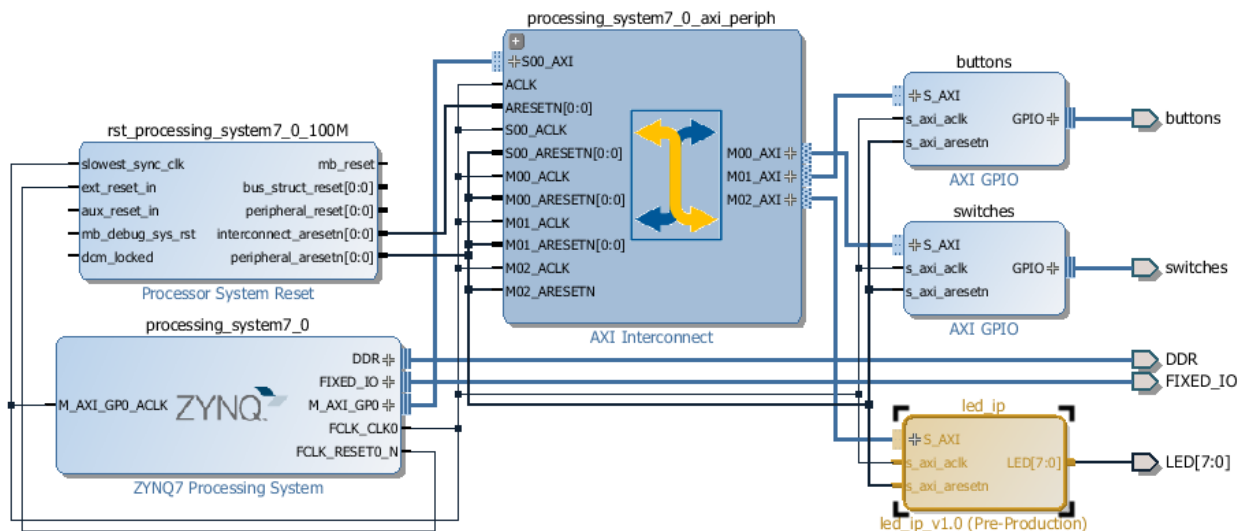 processing_system7_0_axi_periph
S00_AXI
ACLK
ARESETN[0:0]
S00_ACLK
S00_ARESETN[0:0]
M00_ACLK
M00_ARESETN[0:0]
M01_ACLK
M01_ARESETN[0:0]
M02_ACLK
M02_ARESETN
M00_AXI
M01_AXI
M02_AXI
AXI Interconnect
rst_processing_system7_0_100M
slowest_sync_clk
ext_reset_in
aux_reset_in
mb_debug_sys_rst
dcm_locked
mb_reset
bus_struct_reset[0:0]
peripheral_reset[0:0]
interconnect_aresetn[0:0]
peripheral_aresetn[0:0]
Processor System Reset
processing_system7_0
M_AXI_GP0_ACLK
ZYNQ
DDR
FIXED_IO
M_AXI_GP0
FCLK_CLK0
FCLK_RESET0_N
ZYNQ7 Processing System
buttons
S_AXI
s_axi_aclk
s_axi_aresetn
GPIO
AXI GPIO
buttons
switches
S_AXI
s_axi_aclk
s_axi_aresetn
GPIO
AXI GPIO
switches
DDR
FIXED_IO
led_ip
S_AXI
s_axi_aclk
s_axi_aresetn
LED[7:0]
led_ip_v1.0 (Pre-Production)
LED[7:0]